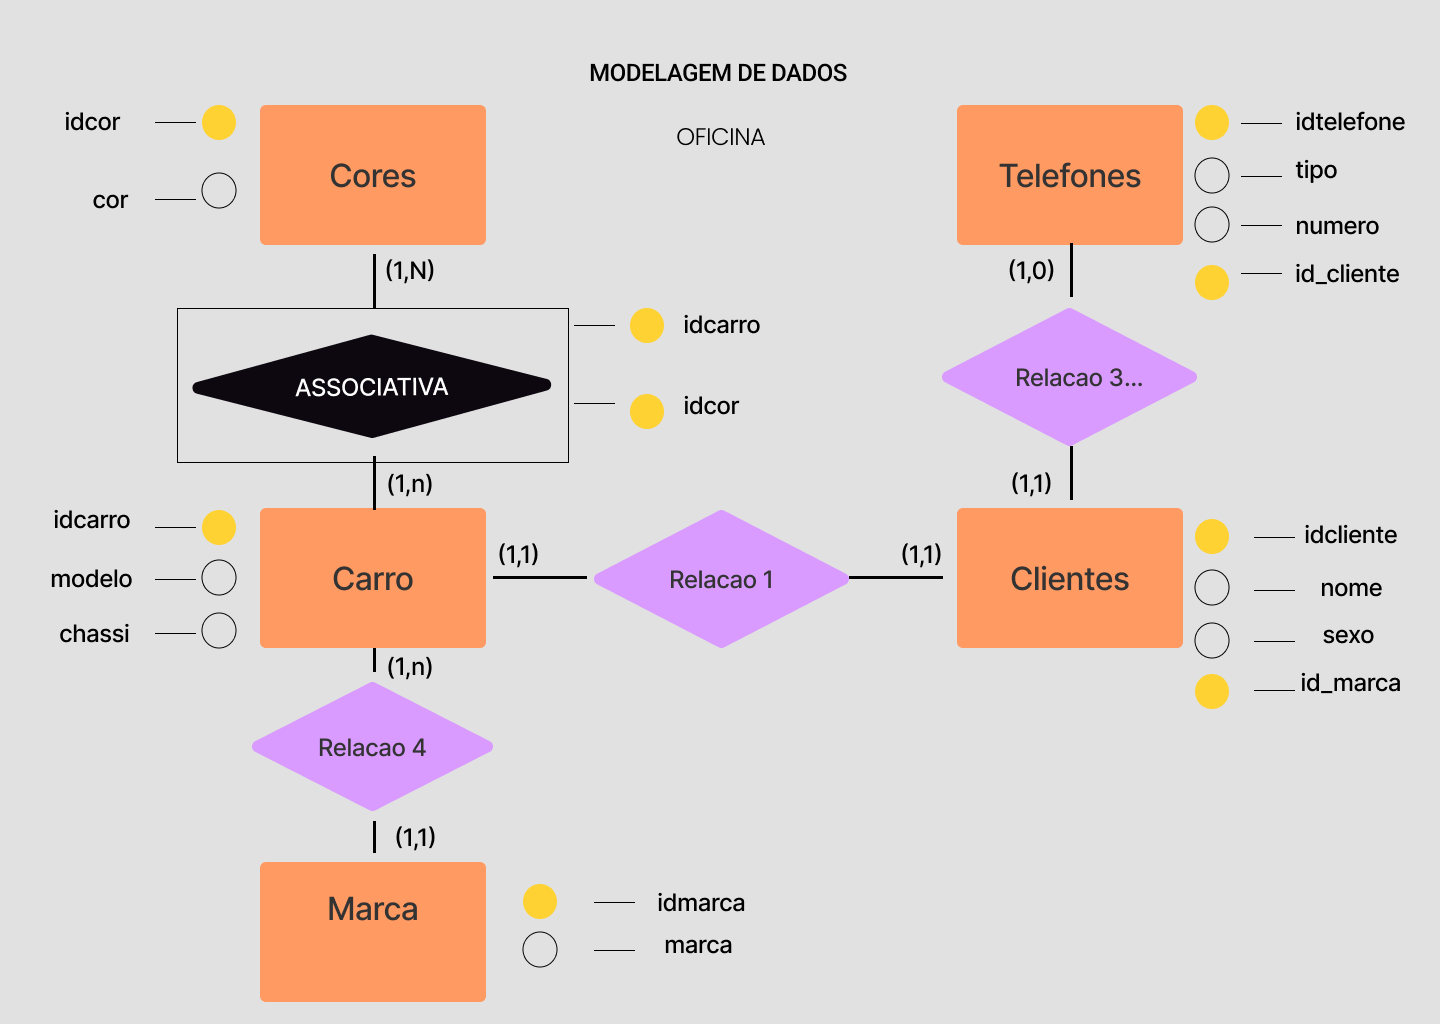 MODELAGEM DE DADOS
OFICINA
idcor
cor
Cores
Telefones
idtelefone
tipo
numero
id_cliente
(1,N)
(1,0)
ASSOCIATIVA
idcarro
idcor
Relacao 3...
(1,n)
(1,1)
idcarro
modelo
chassi
Carro
(1,1)
Relacao 1
(1,1)
Clientes
idcliente
nome
sexo
id_marca
(1,n)
Relacao 4
(1,1)
Marca
idmarca
marca